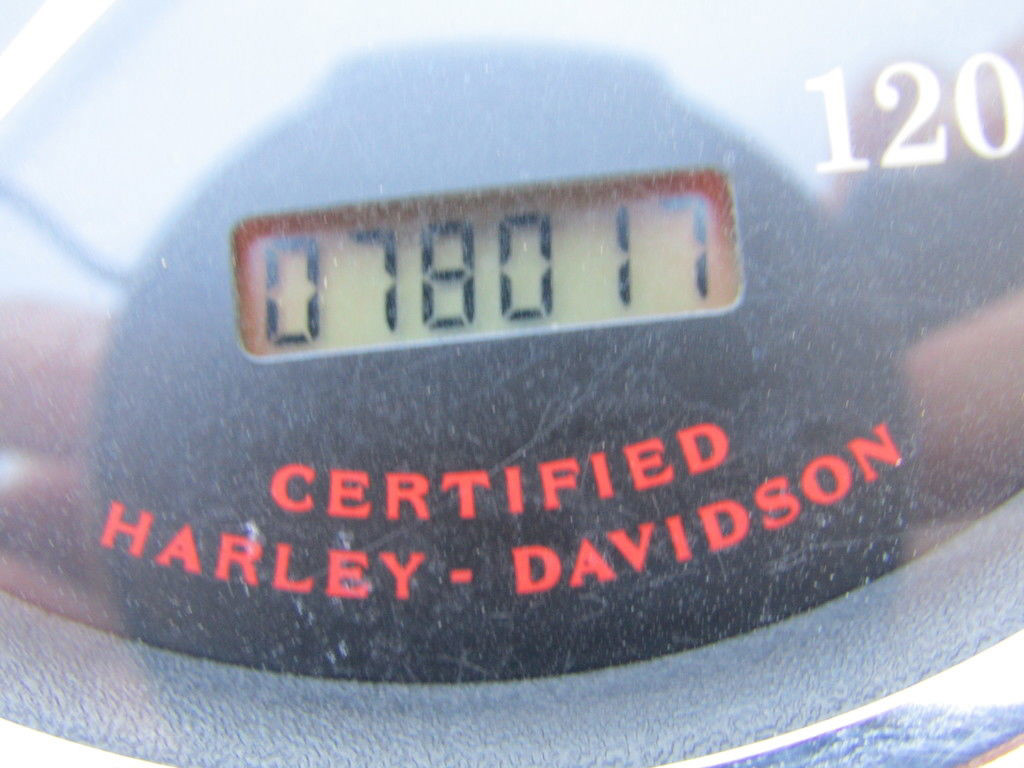 120
078017
CERTIFIED
HARLEY - DAVIDSON